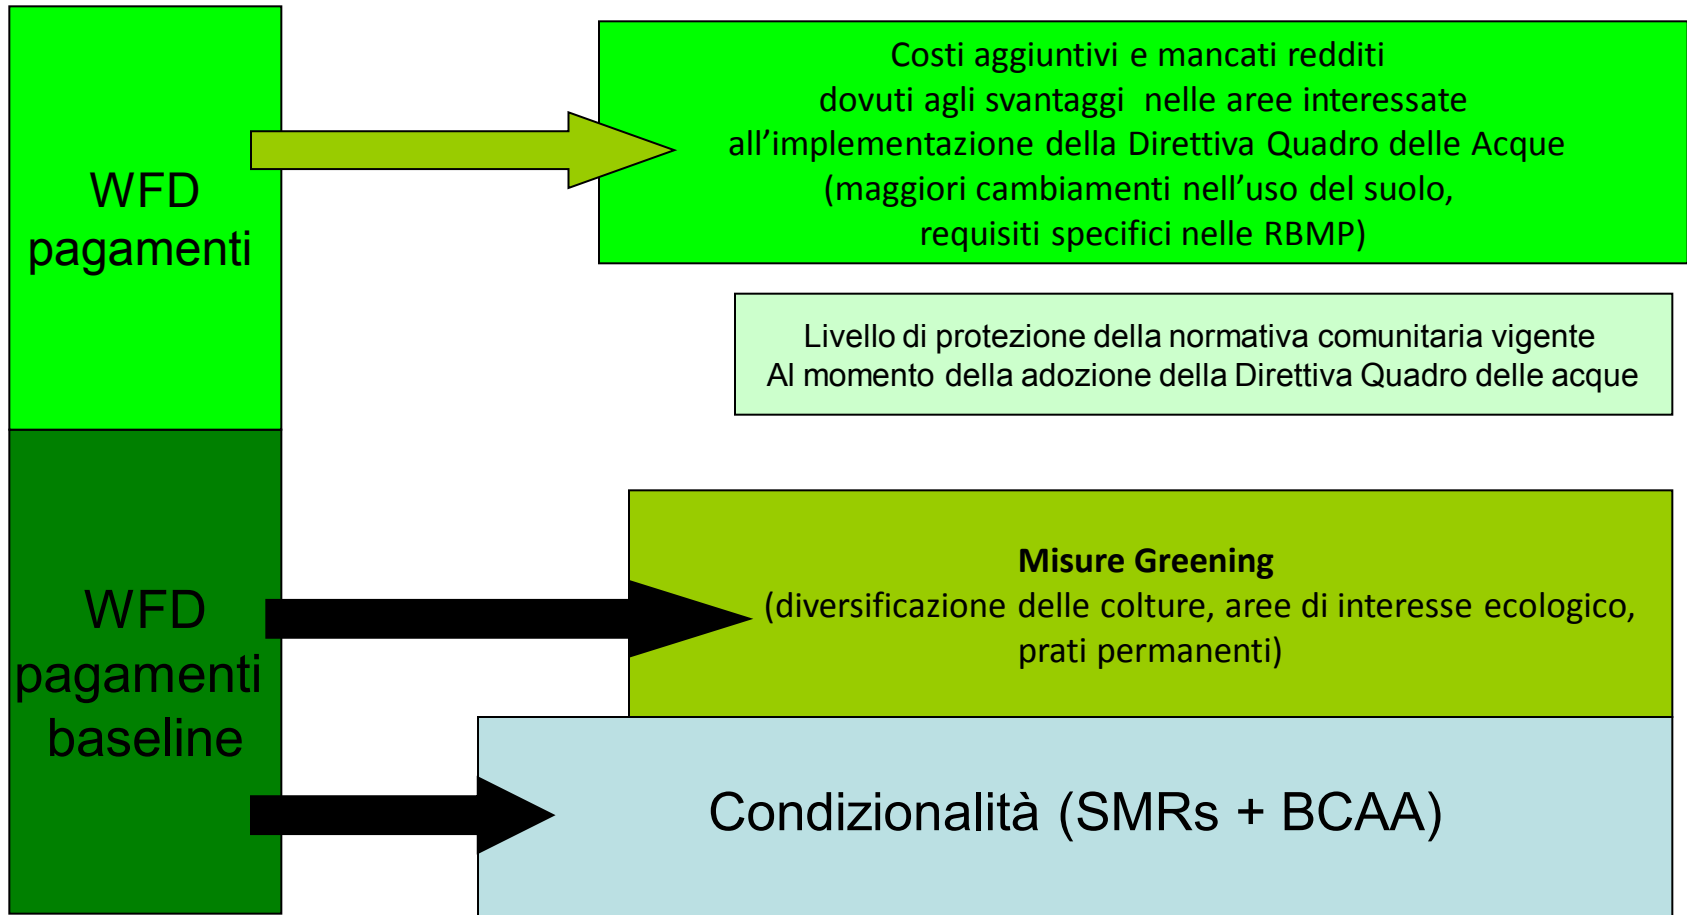 WFD
pagamenti
Costi aggiuntivi e mancati redditi
dovuti agli svantaggi nelle aree interessate
all’implementazione della Direttiva Quadro delle Acque
(maggiori cambiamenti nell’uso del suolo,
requisiti specifici nelle RBMP)
Livello di protezione della normativa comunitaria vigente
Al momento della adozione della Direttiva Quadro delle acque
WFD
pagamenti
baseline
Misure Greening
(diversificazione delle colture, aree di interesse ecologico,
prati permanenti)
Condizionalità (SMRs + BCAA)